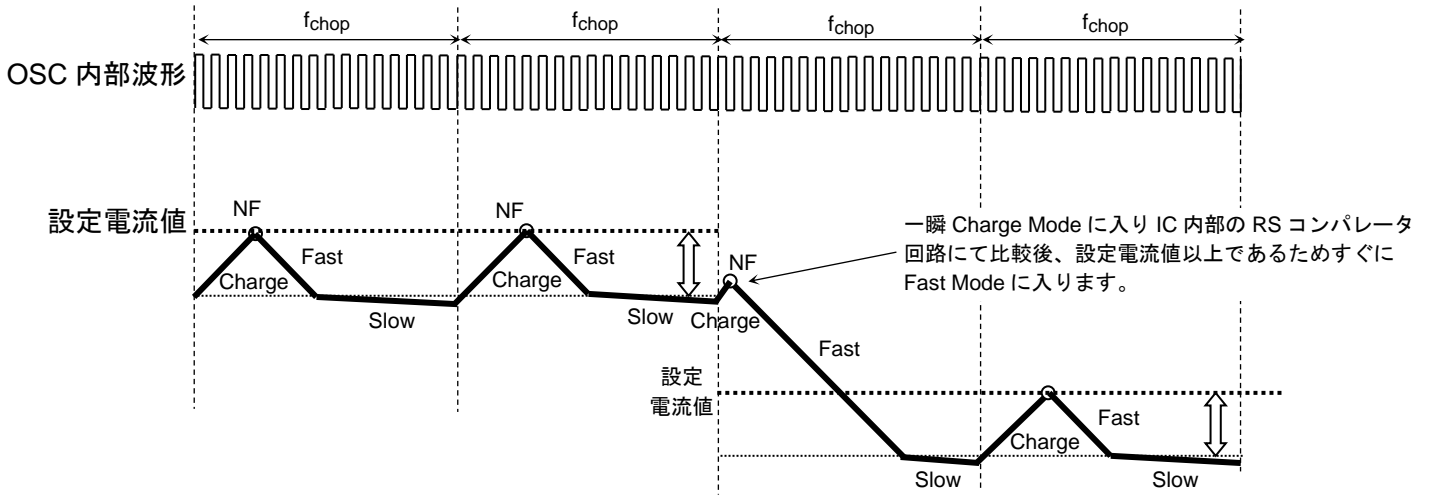 fchop
fchop
fchop
fchop
OSC 内部波形
設定電流値
NF
NF
Fast
Fast
Charge
Charge
Slow
Slow
Charge
NF
一瞬 Charge Mode に入り IC 内部の RS コンパレータ
回路にて比較後、設定電流値以上であるためすぐに
Fast Mode に入ります。
Fast
設定
電流値
Fast
Charge
Slow
Slow